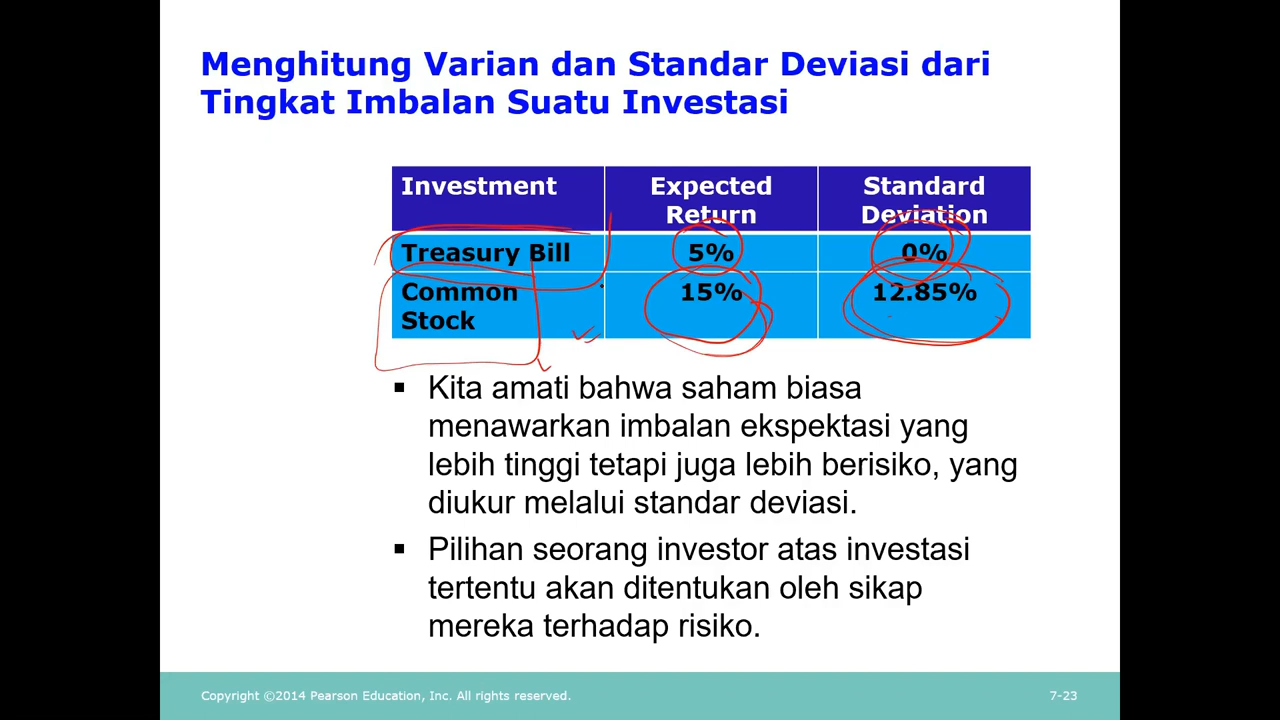 Menghitung Varian dan Standar Deviasi dari
Tingkat Imbalan Suatu Investasi
Investment Expected Return Standard Deviation
Treasury Bill 5% 0%
Common Stock 15% 12.85%
▪ Kita amati bahwa saham biasa
menawarkan imbalan ekspektasi yang
lebih tinggi tetapi juga lebih berisiko, yang
diukur melalui standar deviasi.
▪ Pilihan seorang investor atas investasi
tertentu akan ditentukan oleh sikap
mereka terhadap risiko.
Copyright ©2014 Pearson Education, Inc. All rights reserved. 7-23